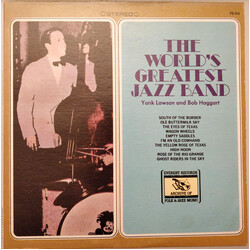 STEREO
FS-314
THE
WORLD'S
GREATEST
JAZZ BAND
Yank Lawson and Bob Haggart
SOUTH OF THE BORDER
OLE BUTTERMILK SKY
THE EYES OF TEXAS
WAGON WHEELS
EMPTY SADDLES
I'M AN OLD COWHAND
THE YELLOW ROSE OF TEXAS
HIGH NOON
ROSE OF THE RIO GRANDE
GHOST RIDERS IN THE SKY
EVEREST RECORDS
ARCHIVE OF
FOLK & JAZZ MUSIC